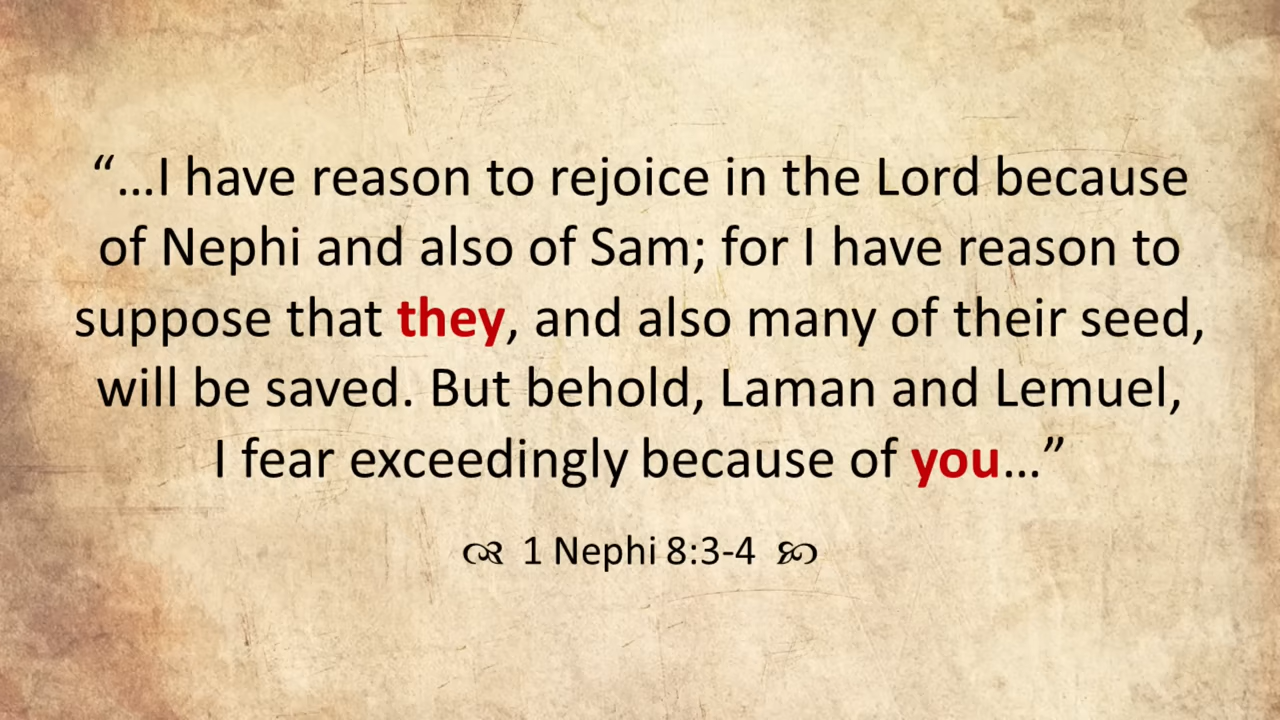 “…I have reason to rejoice in the Lord because
of Nephi and also of Sam; for I have reason to
suppose that they, and also many of their seed,
will be saved. But behold, Laman and Lemuel,
I fear exceedingly because of you…”
1 Nephi 8:3-4